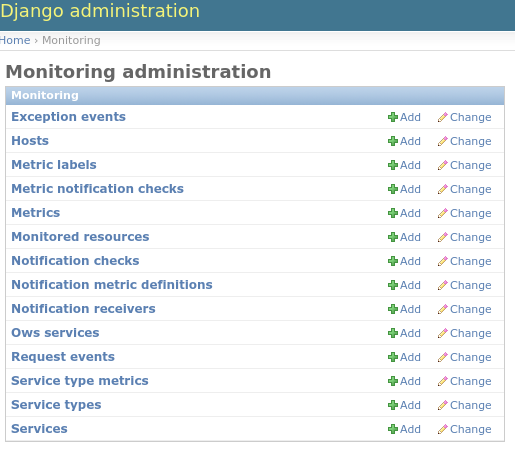 Django administration
Home › Monitoring
Monitoring administration
Monitoring
Exception events Add Change
Hosts Add Change
Metric labels Add Change
Metric notification checks Add Change
Metrics Add Change
Monitored resources Add Change
Notification checks Add Change
Notification metric definitions Add Change
Notification receivers Add Change
Ows services Add Change
Request events Add Change
Service type metrics Add Change
Service types Add Change
Services Add Change